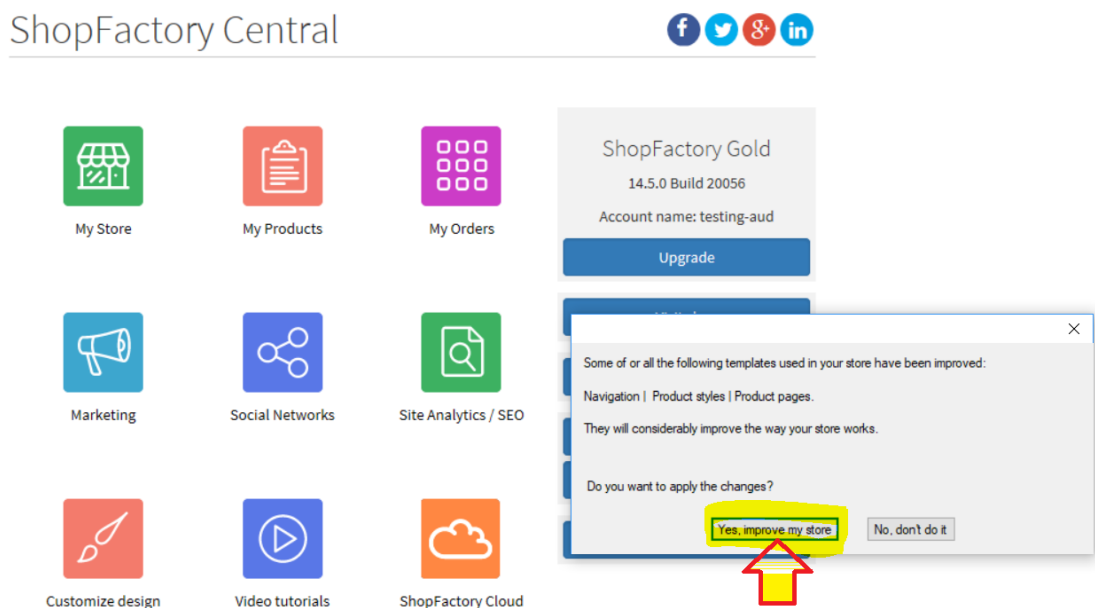 ShopFactory Central
My Store
My Products
My Orders
ShopFactory Gold
14.5.0 Build 20056
Account name: testing-aud
Upgrade
Marketing
Social Networks
Site Analytics / SEO
Some of or all the following templates used in your store have been improved:
Navigation | Product styles | Product pages.
They will considerably improve the way your store works.
Do you want to apply the changes?
Yes, improve my store
No, don't do it
Customize design
Video tutorials
ShopFactory Cloud